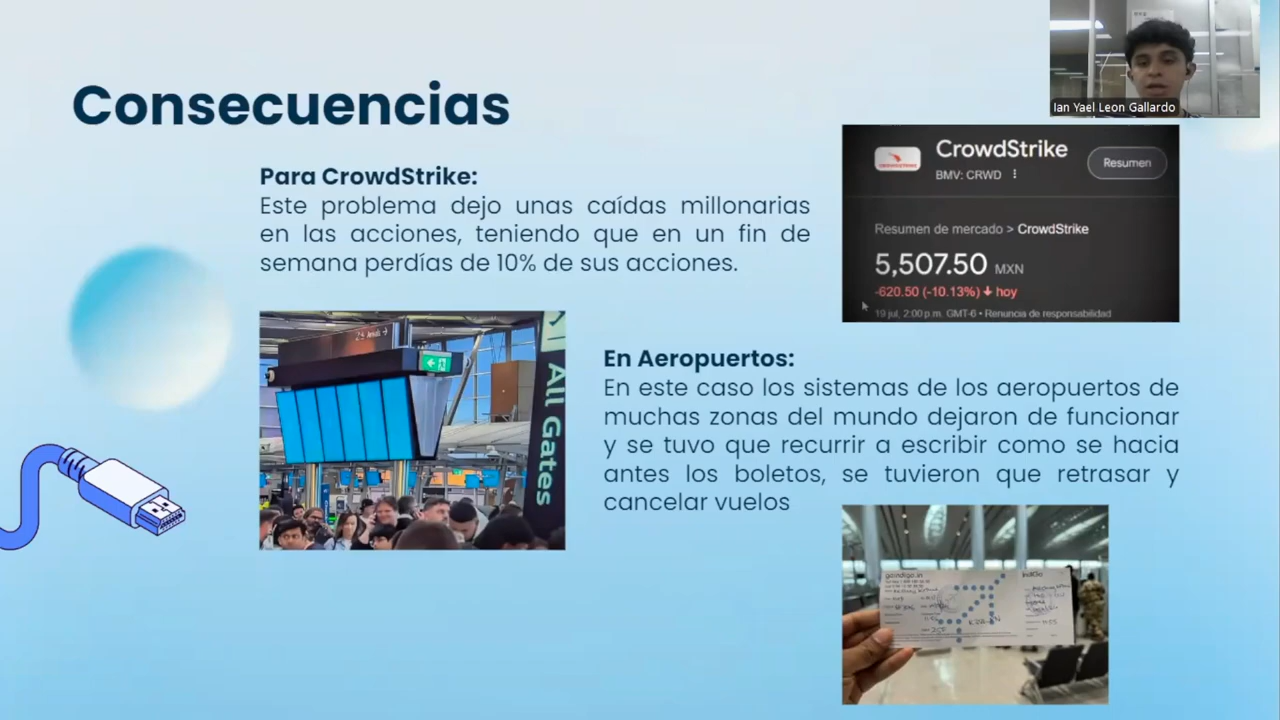 Consecuencias
Ian Yael Leon Gallardo
Para CrowdStrike:
Este problema dejo unas caídas millonarias
en las acciones, teniendo que en un fin de
semana perdías de 10% de sus acciones.
CrowdStrike
BMV: CRWD
Resumen
Resumen de mercado > CrowdStrike
5,507.50 MXN
-620.50 (-10.13%) ↓ hoy
19 jul, 2:00 p.m. GMT-6 • Renuncia de responsabilidad
All Gates
En Aeropuertos:
En este caso los sistemas de los aeropuertos de
muchas zonas del mundo dejaron de funcionar
y se tuvo que recurrir a escribir como se hacia
antes los boletos, se tuvieron que retrasar y
cancelar vuelos
goindigo.in
IndiGo